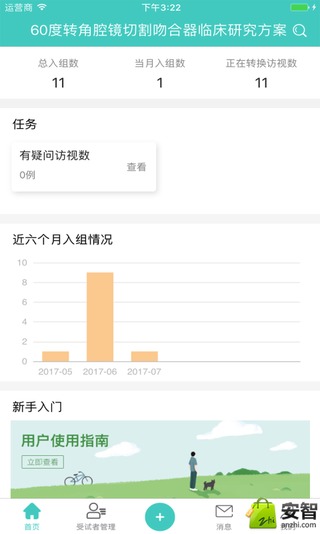 运营商 下午3:22
60度转角腔镜切割吻合器临床研究方案
总入组数 当月入组数 正在转换访视数
11 1 11
任务
有疑问访视数
0例 查看
近六个月入组情况
10
8
6
4
2
0
2017-05 2017-06 2017-07
新手入门
用户使用指南
立即查看
首页 受试者管理 消息
安智
anzhi.com
zhi